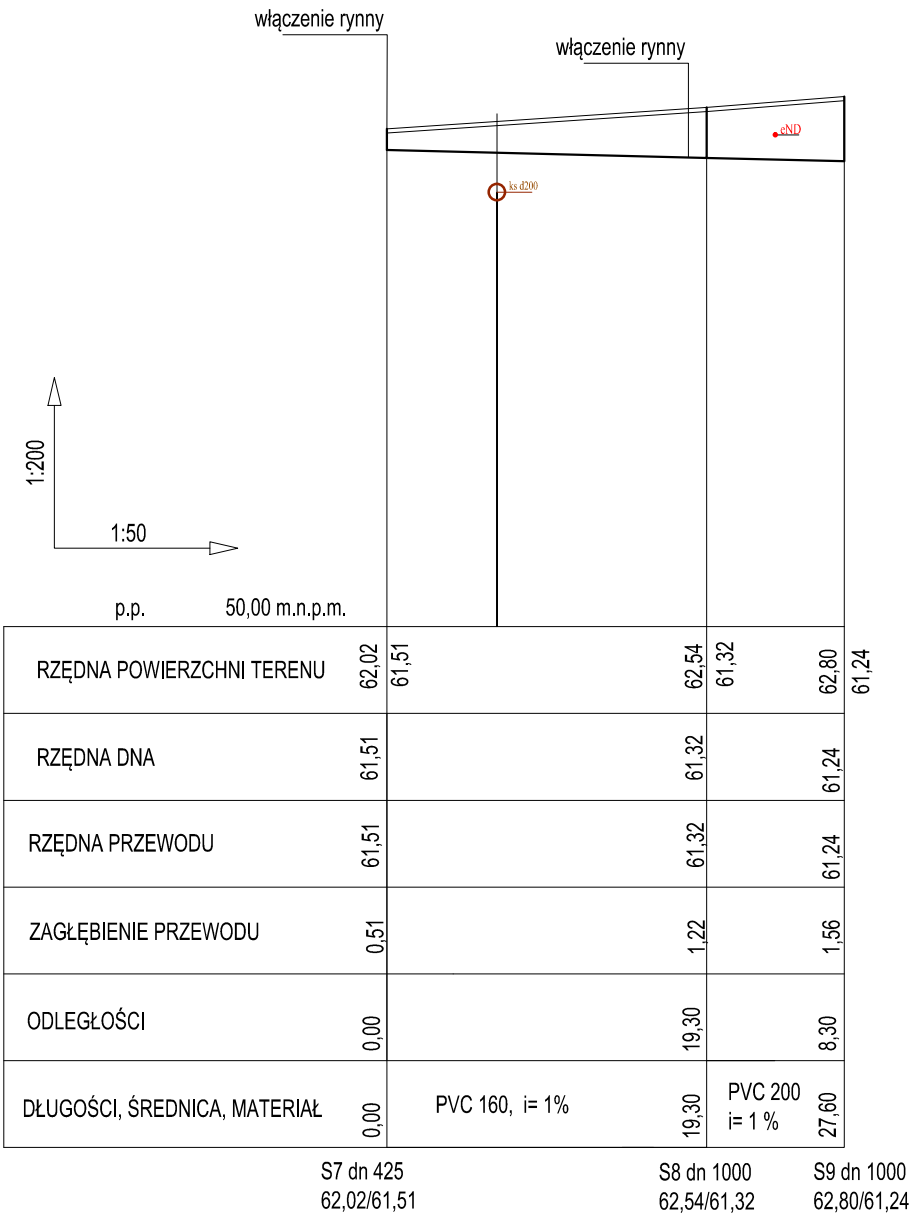 włączenie rynny
włączenie rynny
eND
ks d200
1:200
1:50
p.p. 50,00 m.n.p.m.
RZĘDNA POWIERZCHNI TERENU 62,02 61,51 62,54 61,32 62,80 61,24
RZĘDNA DNA 61,51 61,32 61,24
RZĘDNA PRZEWODU 61,51 61,32 61,24
ZAGŁĘBIENIE PRZEWODU 0,51 1,22 1,56
ODLEGŁOŚCI 0,00 19,30 8,30
DŁUGOŚCI, ŚREDNICA, MATERIAŁ 0,00 PVC 160, i= 1% 19,30 PVC 200 27,60
i= 1 %
S7 dn 425 S8 dn 1000 S9 dn 1000
62,02/61,51 62,54/61,32 62,80/61,24